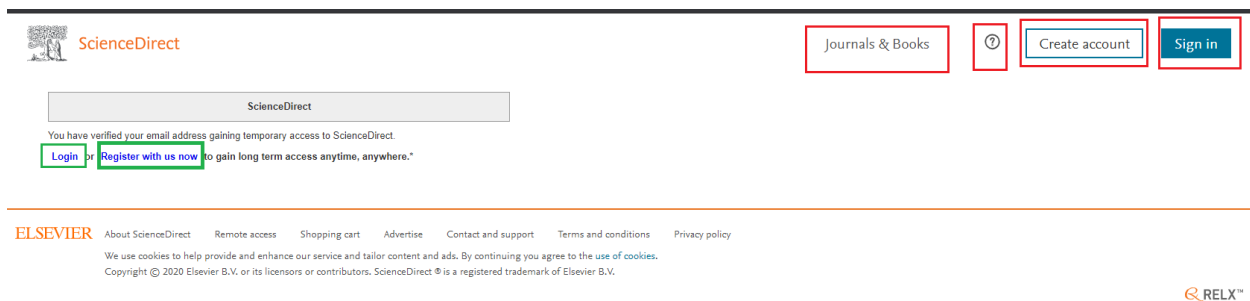 ScienceDirect
Journals & Books
?
Create account
Sign in
ScienceDirect
You have verified your email address gaining temporary access to ScienceDirect.
Login or Register with us now to gain long term access anytime, anywhere.*
ELSEVIER
About ScienceDirect Remote access Shopping cart Advertise Contact and support Terms and conditions Privacy policy
We use cookies to help provide and enhance our service and tailor content and ads. By continuing you agree to the use of cookies.
Copyright © 2020 Elsevier B.V. or its licensors or contributors. ScienceDirect ® is a registered trademark of Elsevier B.V.
RELX™